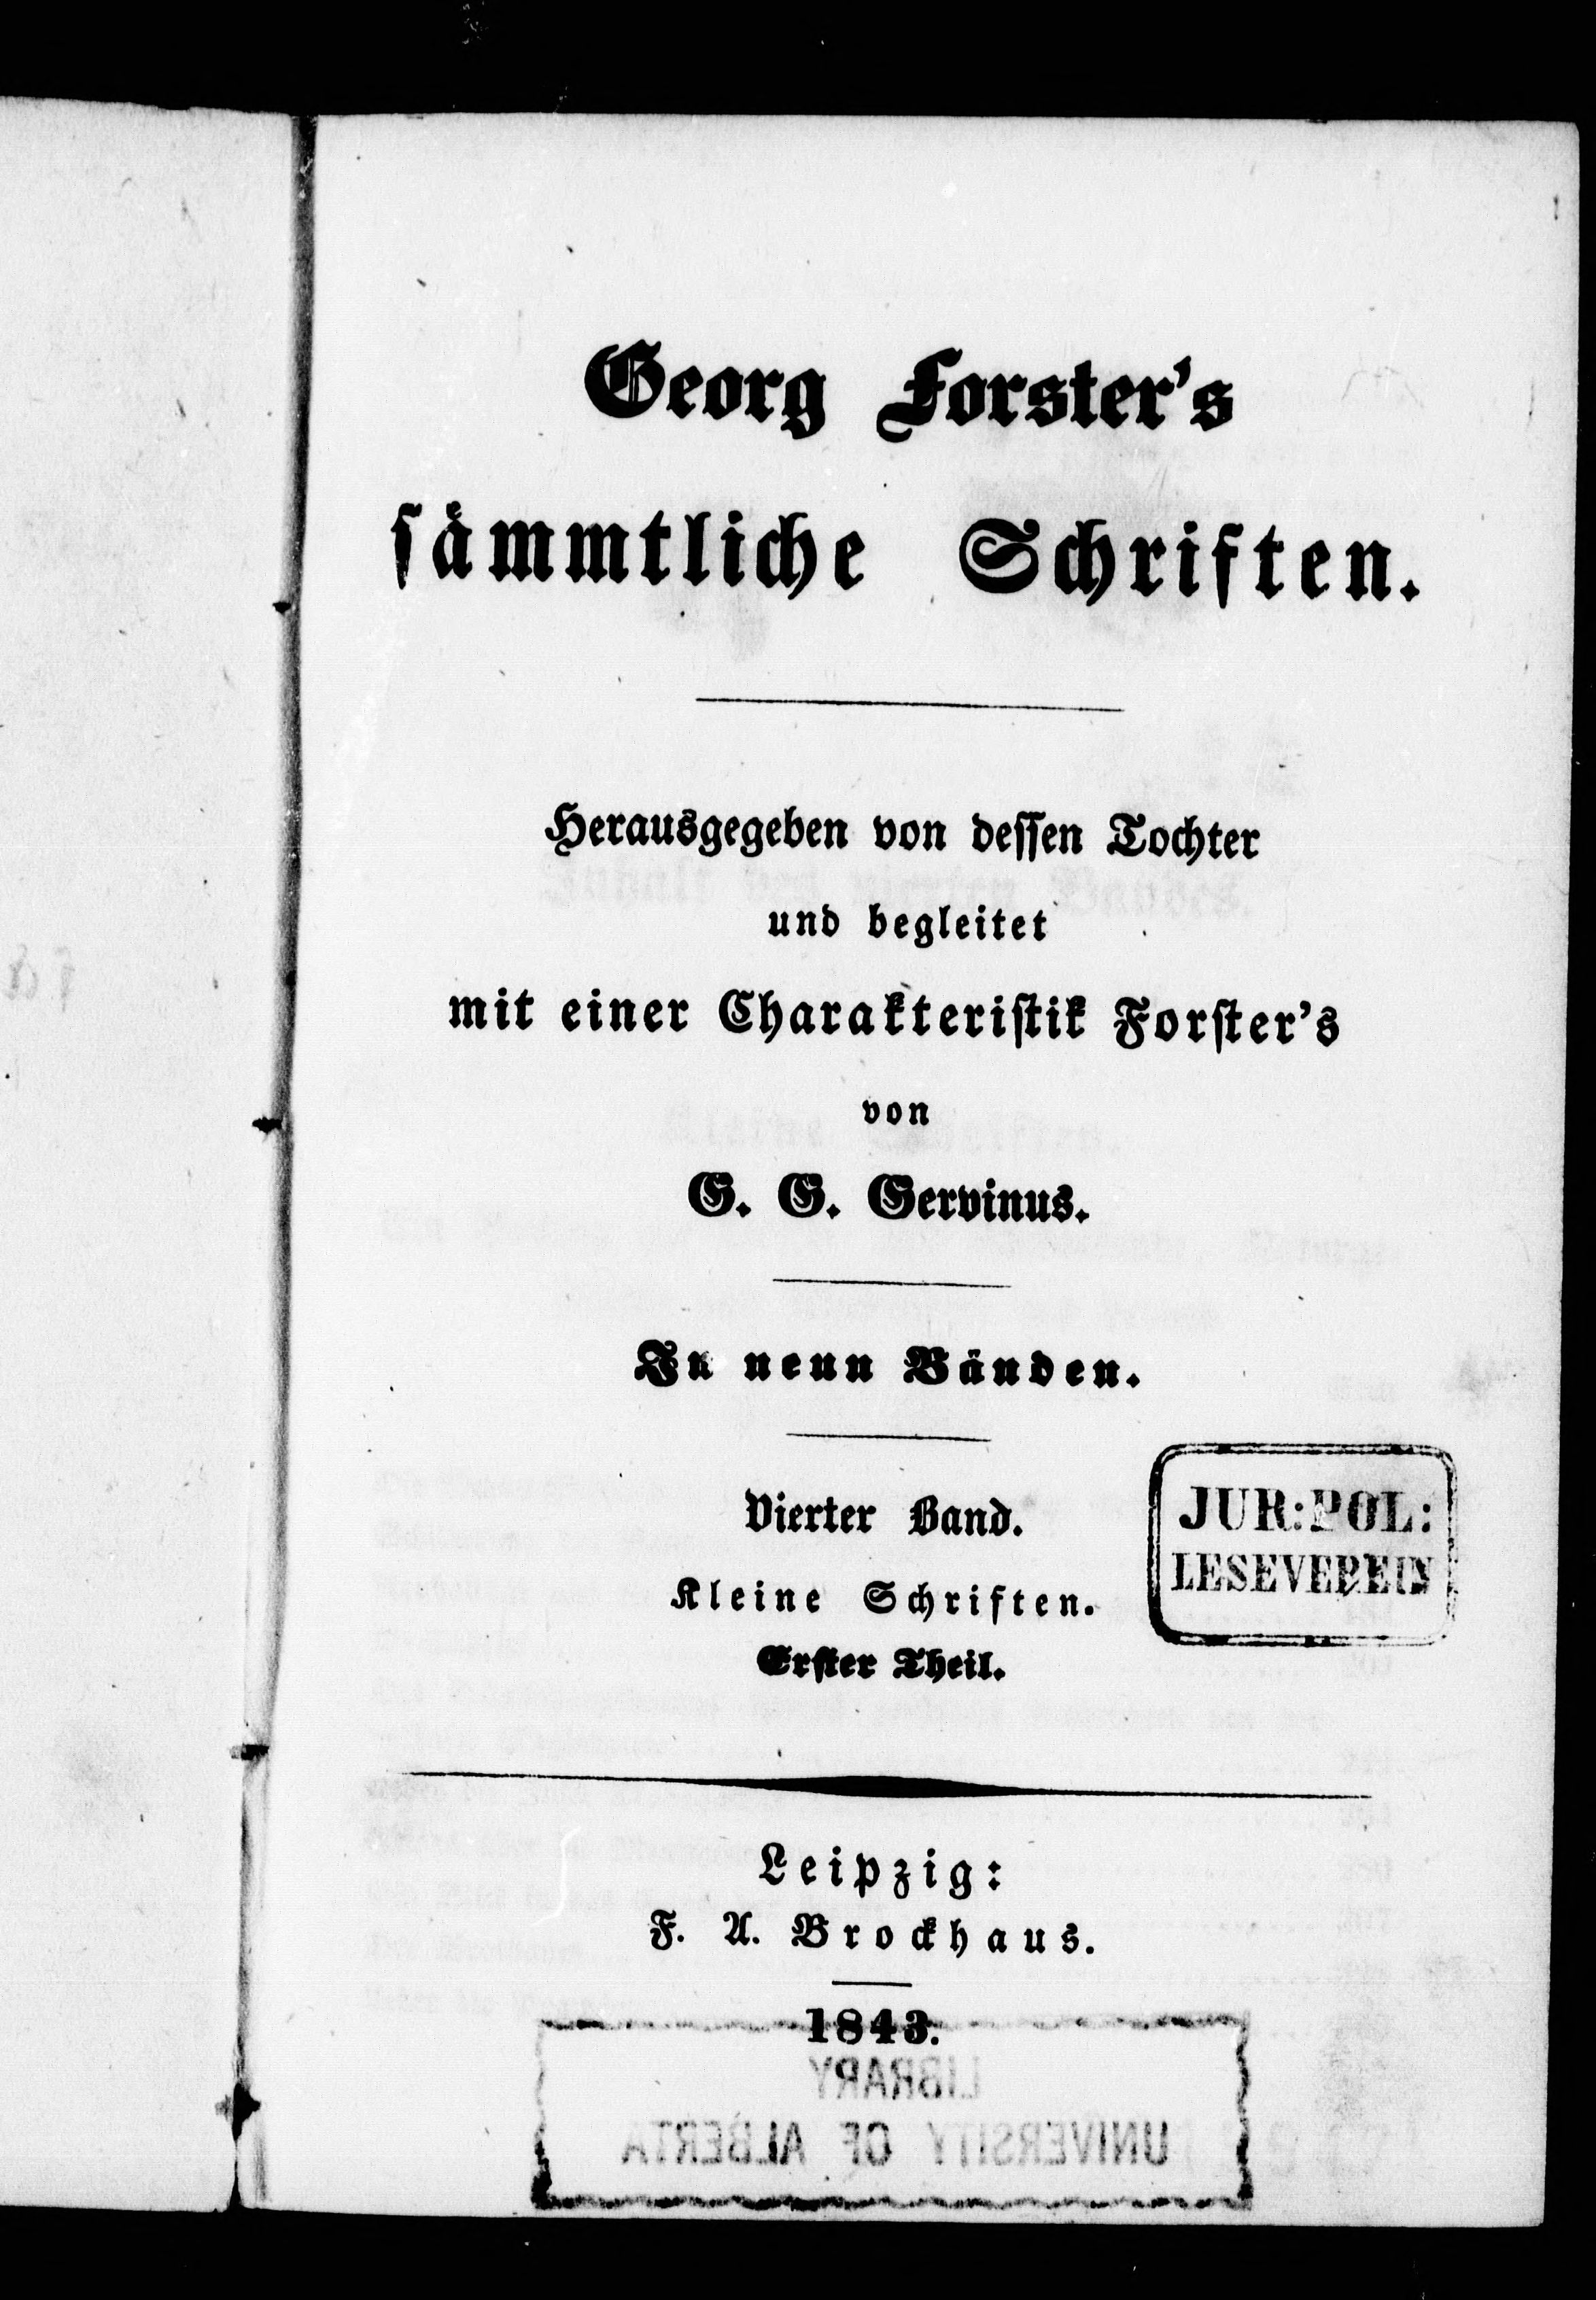 Georg Forster's
sämmtliche Schriften.
Herausgegeben von dessen Tochter
und begleitet
mit einer Charakteristik Forster's
von
G. G. Gervinus.
In neun Bänden.
Vierter Band.
Kleine Schriften.
Erster Theil.
JUR: POL:
LESEVEREIN
Leipzig:
F. A. Brockhaus.
1843.
LIBRARY
UNIVERSITY OF ALBERTA